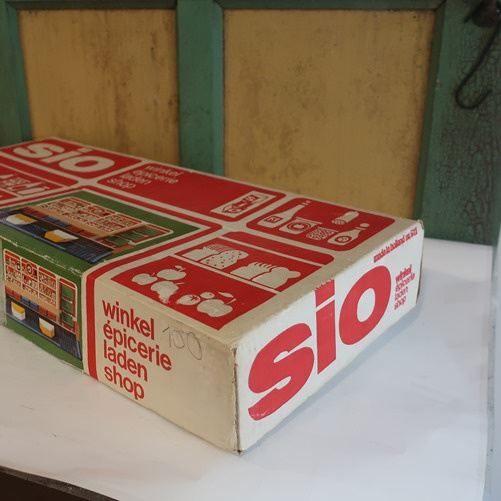 sio
winkel
épicerie
laden
shop
winkel
épicerie
laden
shop
150
made in holland
sio
winkel
épicerie
laden
shop